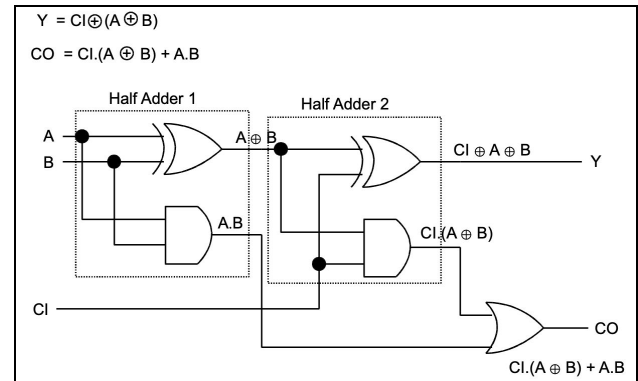 Y = CI⊕(A ⊕ B)
CO = CI.(A ⊕ B) + A.B
Half Adder 1
Half Adder 2
A
A ⊕ B
CI ⊕ A ⊕ B
B
Y
A.B
CI.(A ⊕ B)
CI
CO
CI.(A ⊕ B) + A.B